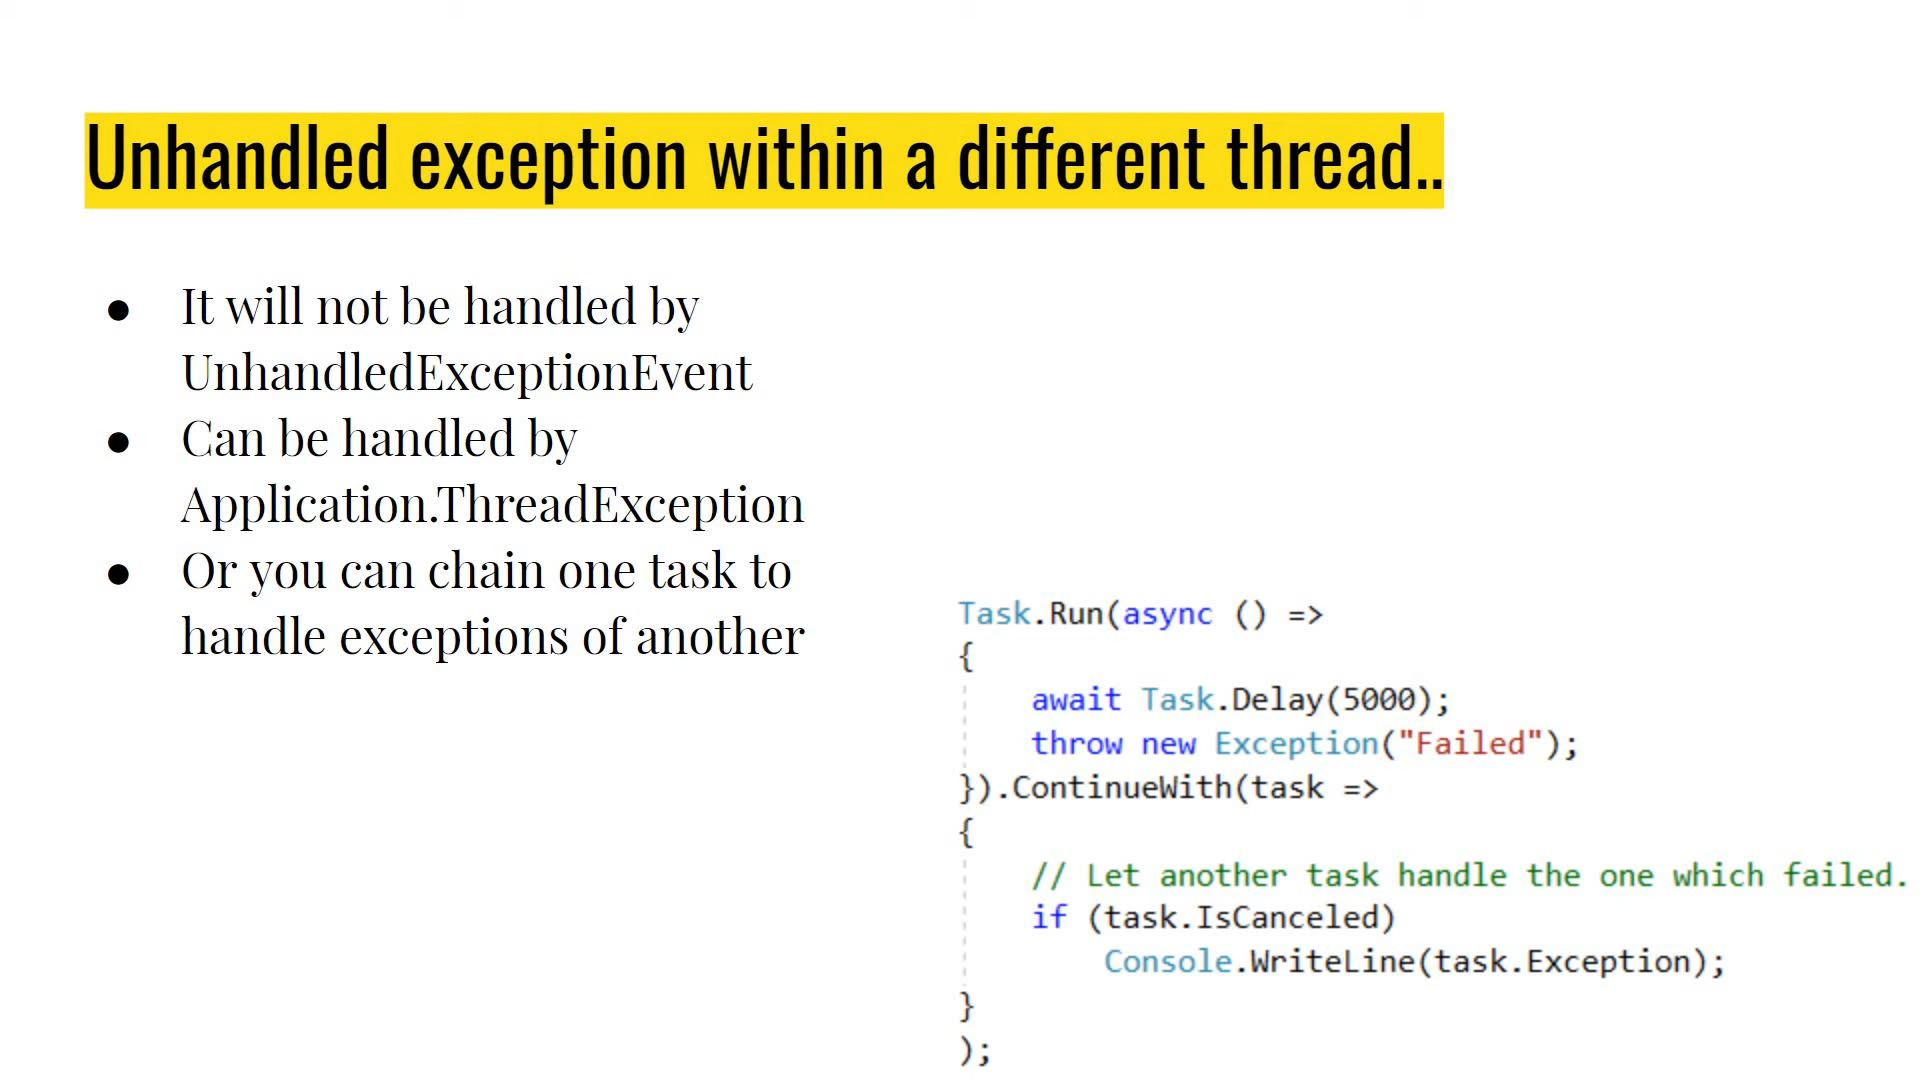 Unhandled exception within a different thread..
● It will not be handled by
UnhandledExceptionEvent
● Can be handled by
Application.ThreadException
● Or you can chain one task to
handle exceptions of another
Task.Run(async () =>
{
    await Task.Delay(5000);
    throw new Exception("Failed");
}).ContinueWith(task =>
{
    // Let another task handle the one which failed.
    if (task.IsCanceled)
        Console.WriteLine(task.Exception);
}
);